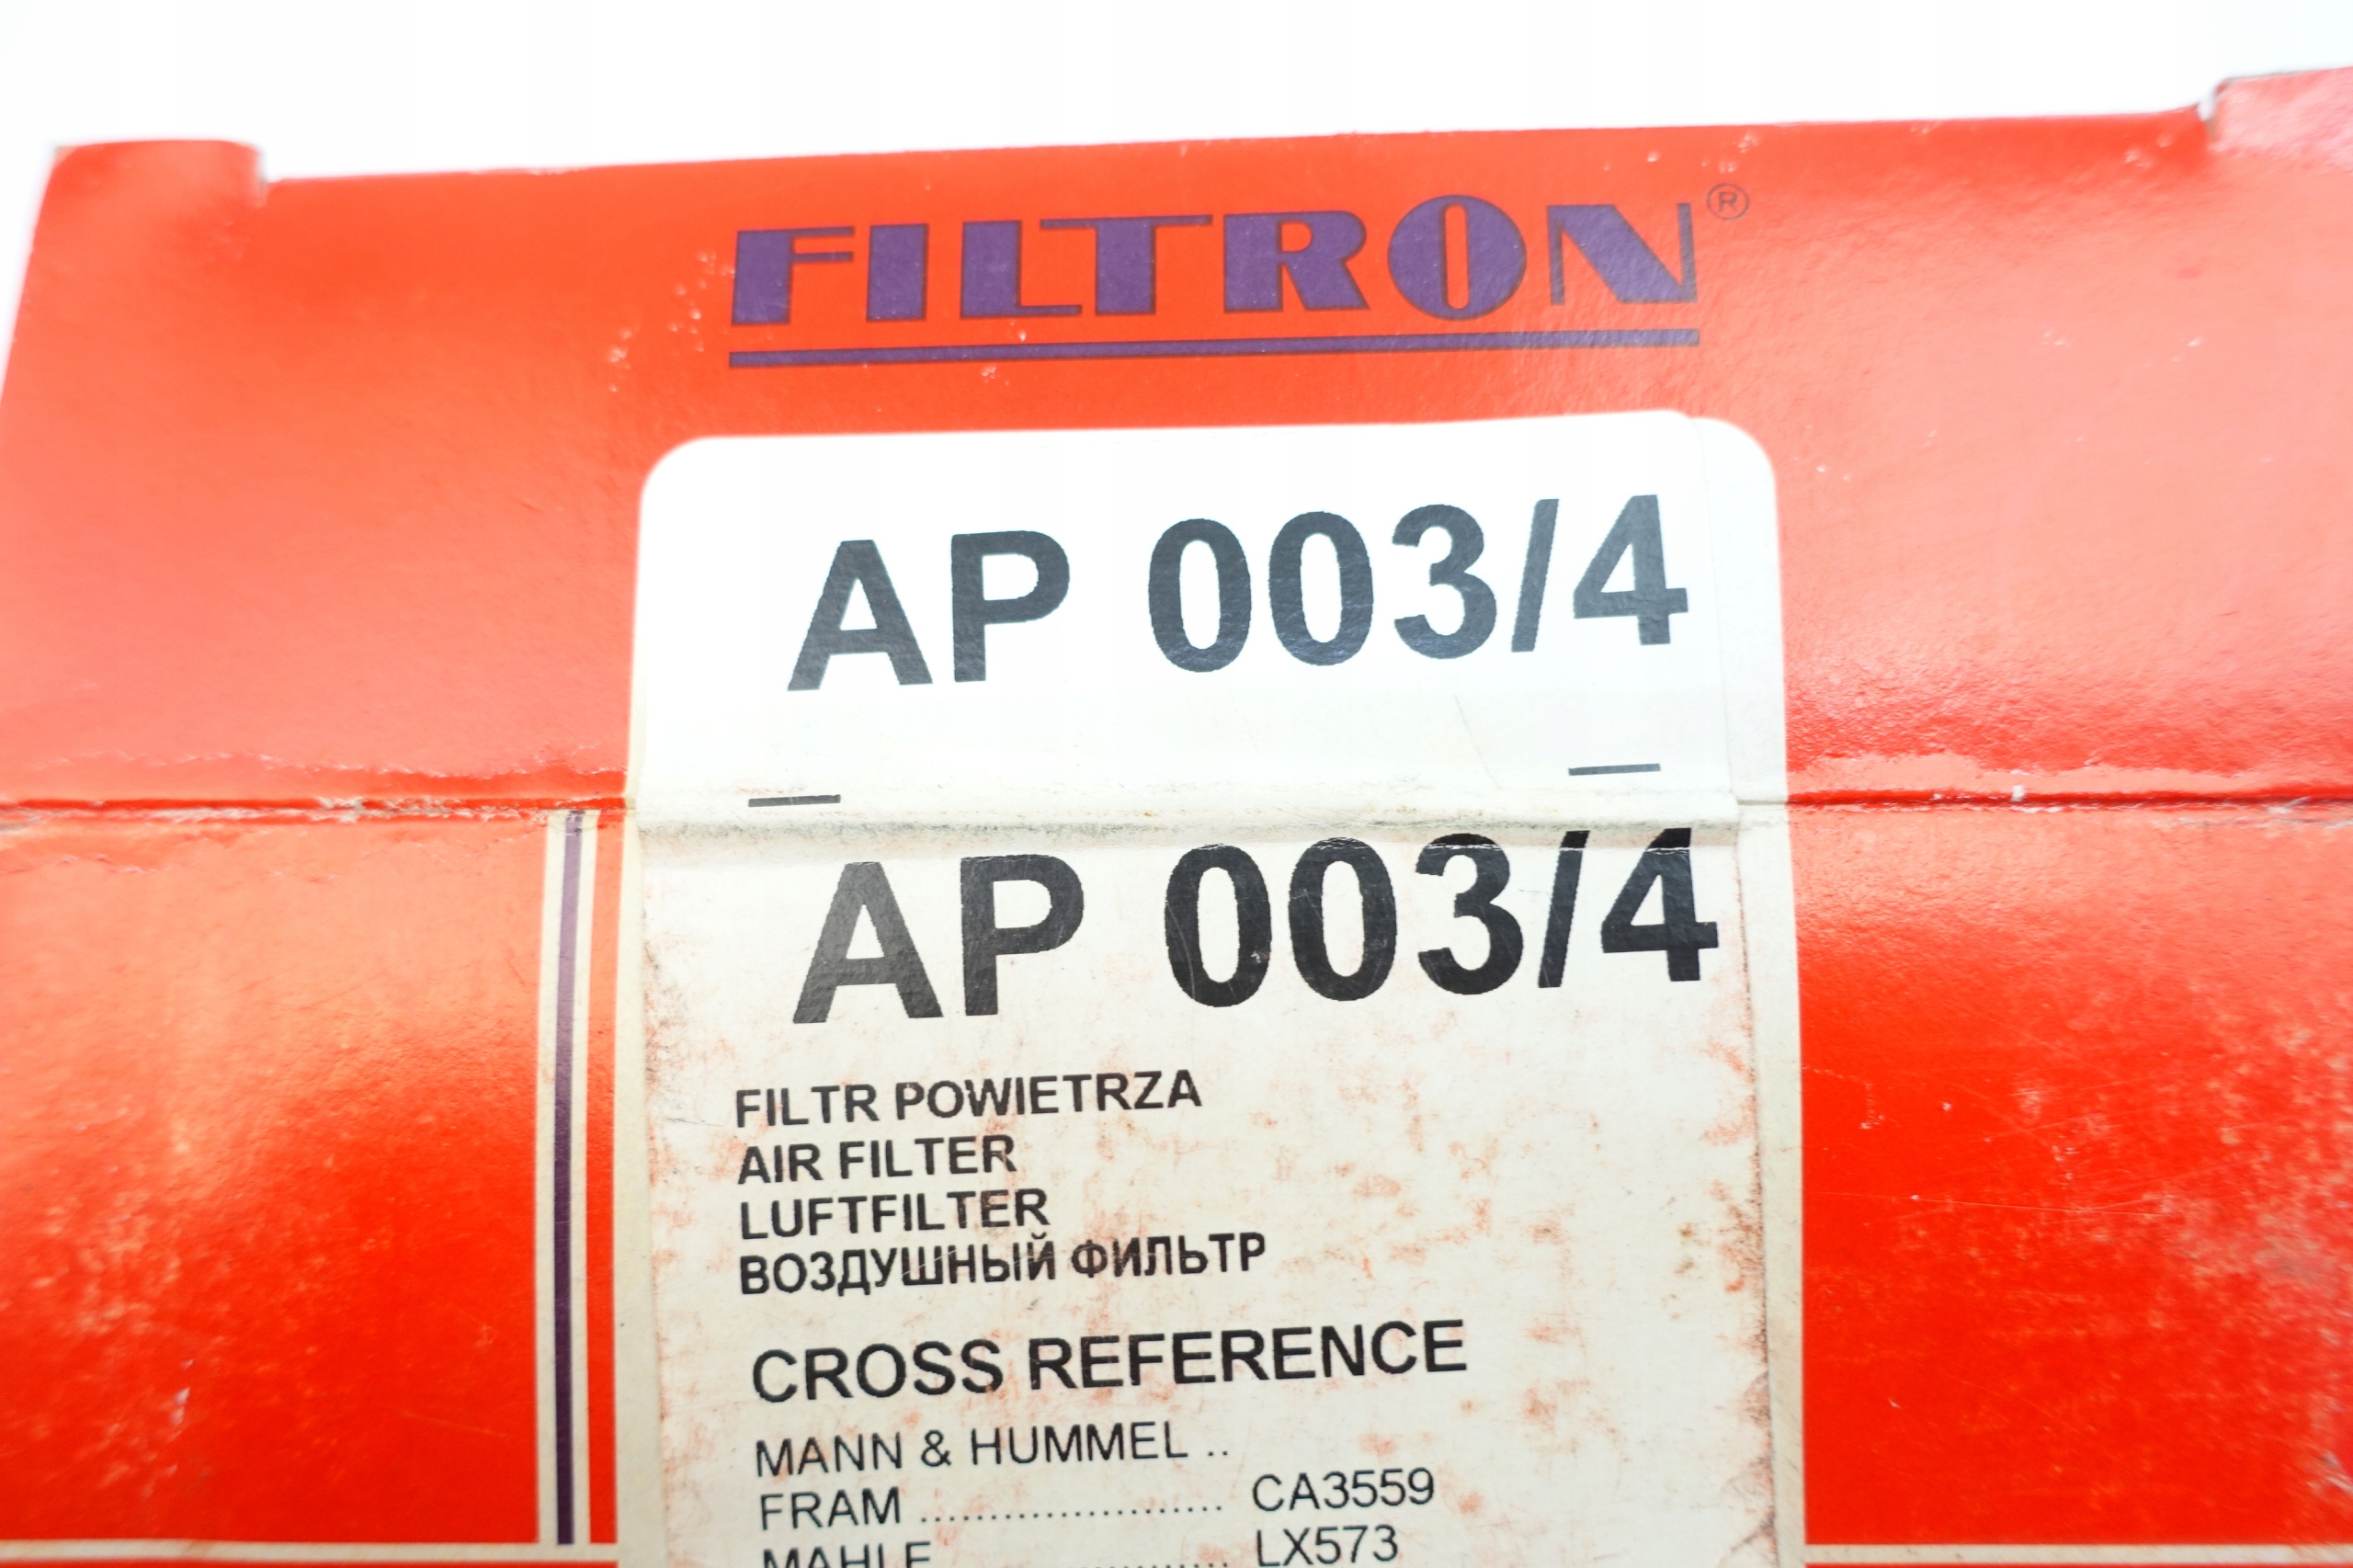 FILTRON®
AP 003/4
AP 003/4
FILTR POWIETRZA
AIR FILTER
LUFTFILTER
ВОЗДУШНЫЙ ФИЛЬТР
CROSS REFERENCE
MANN & HUMMEL ..
FRAM ...................... CA3559
MAHLE ...................... LX573